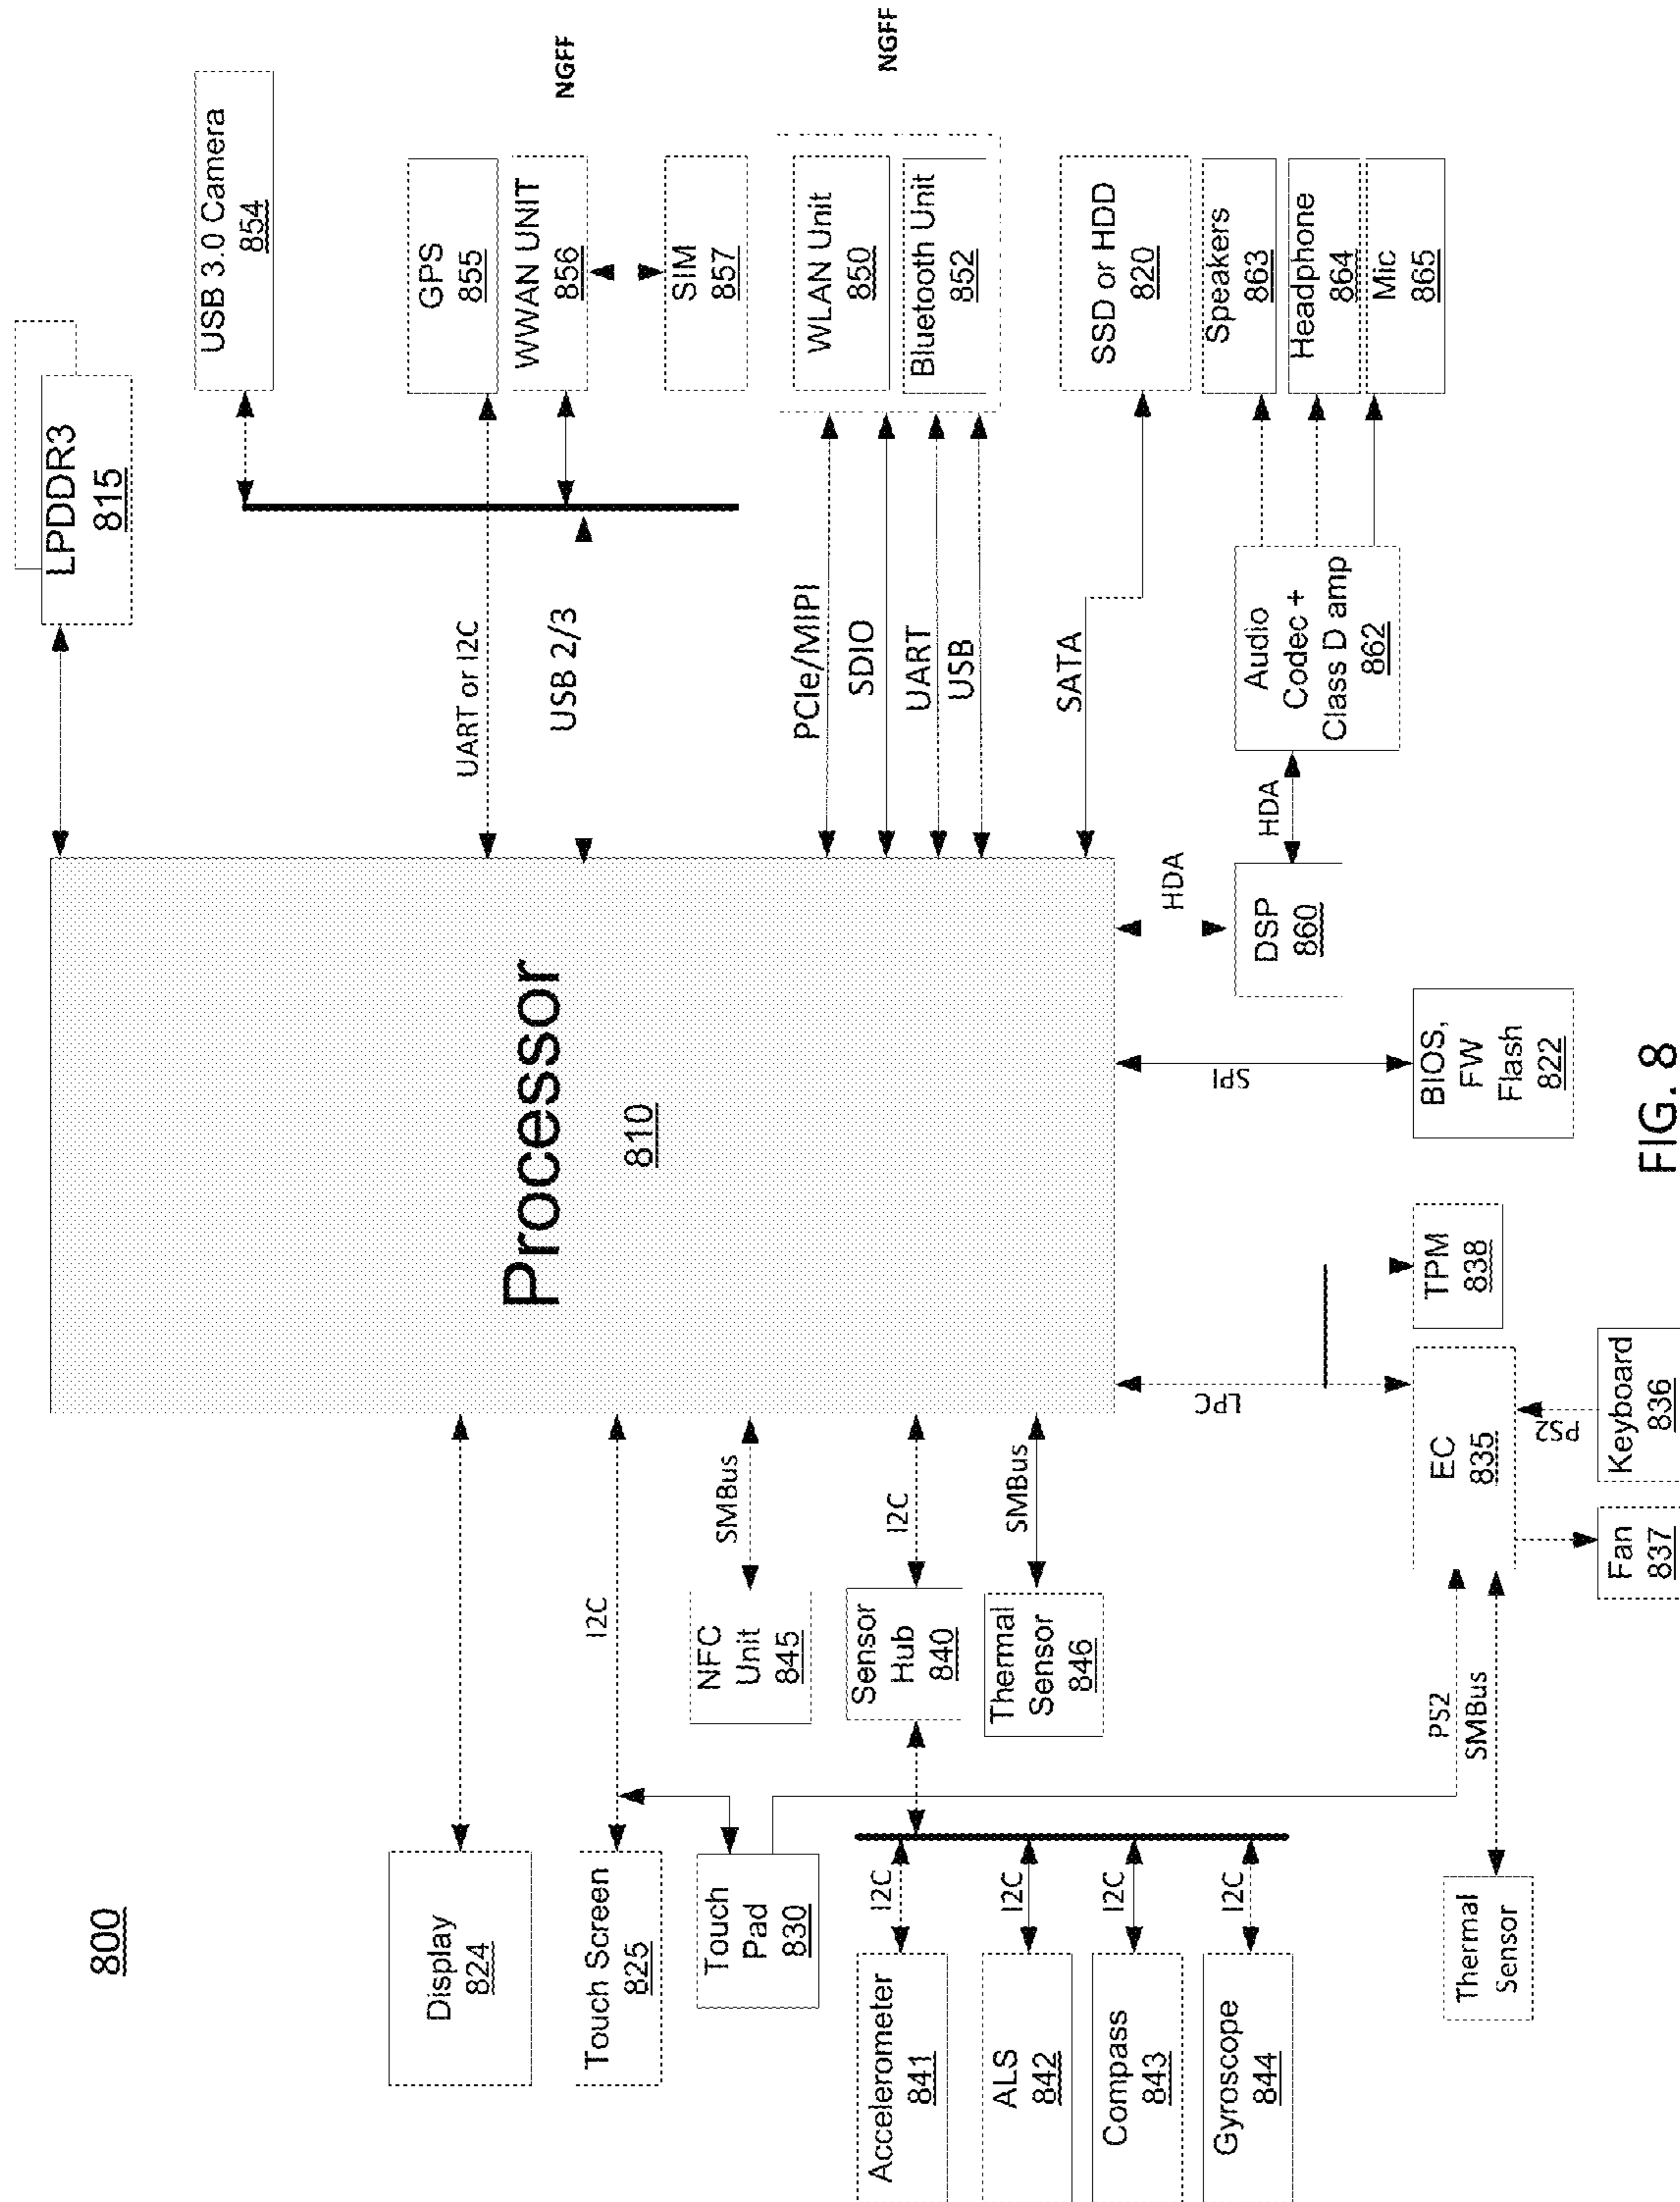 800
LPDDR3
815
USB 3.0 Camera
854
Display
824
Touch Screen
825
Touch
Pad
830
I2C
Processor
810
UART or I2C
USB 2/3
GPS
855
WWAN UNIT
856
SIM
857
NGFF
NFC
Unit
845
SMBus
Sensor
Hub
840
I2C
Thermal
Sensor
846
SMBus
Accelerometer
841
I2C
ALS
842
I2C
Compass
843
I2C
Gyroscope
844
I2C
PCIe/MIPI
SDIO
UART
USB
WLAN Unit
850
Bluetooth Unit
852
NGFF
SATA
SSD or HDD
820
Speakers
863
Headphone
864
Mic
865
HDA
DSP
860
HDA
Audio
Codec +
Class D amp
862
SPI
BIOS,
FW
Flash
822
LPC
TPM
838
EC
835
PS2
SMBus
Thermal
Sensor
PS2
Fan
837
Keyboard
836
FIG. 8